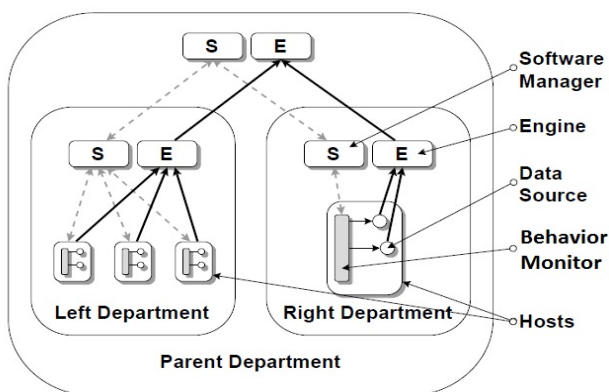 S E
Software
Manager
S E
S E
Engine
Data
Source
Behavior
Monitor
Left Department
Right Department
Hosts
Parent Department